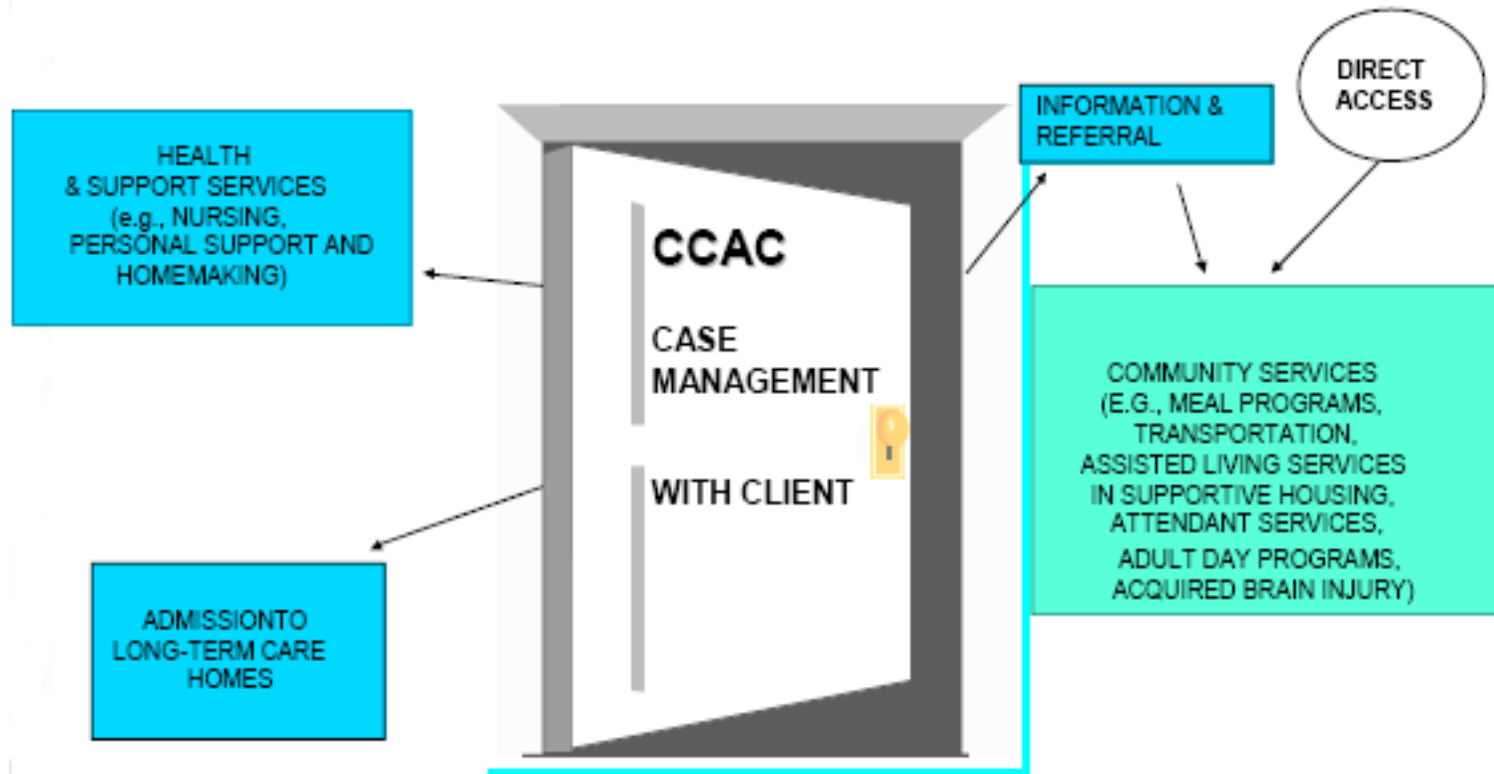 HEALTH
& SUPPORT SERVICES
(e.g., NURSING,
PERSONAL SUPPORT AND
HOMEMAKING)
ADMISSIONTO
LONG-TERM CARE
HOMES
CCAC
CASE
MANAGEMENT
WITH CLIENT
INFORMATION &
REFERRAL
DIRECT
ACCESS
COMMUNITY SERVICES
(E.G., MEAL PROGRAMS,
TRANSPORTATION,
ASSISTED LIVING SERVICES
IN SUPPORTIVE HOUSING,
ATTENDANT SERVICES,
ADULT DAY PROGRAMS,
ACQUIRED BRAIN INJURY)